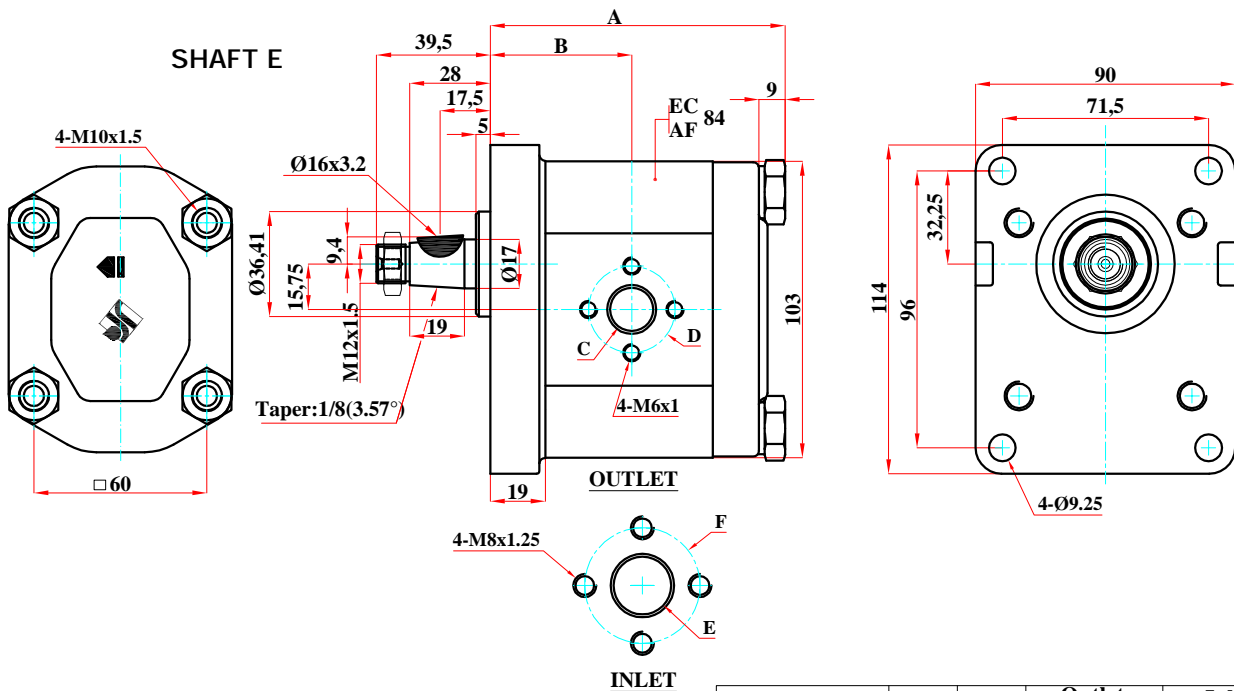 SHAFT E
4-M10x1.5
□60
39,5
28
17,5
5
Ø16x3.2
Ø36,41
9,4
15,75
M12x1.5
Ø17
19
Taper:1/8(3.57°)
A
B
9
EC
AF 84
C
D
4-M6x1
103
19
OUTLET
90
71,5
32,25
114
96
4-Ø9.25
4-M8x1.25
F
E
INLET
Outlet